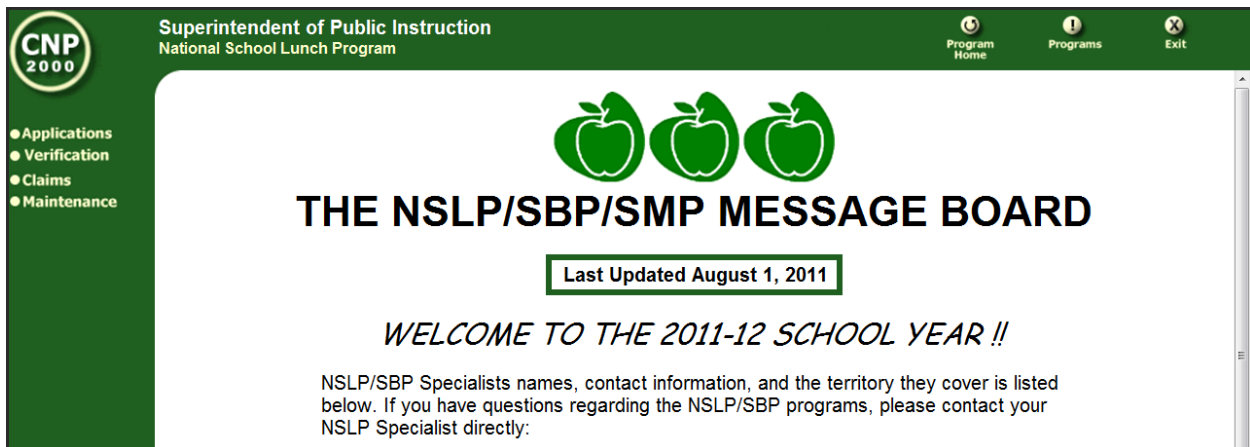 CNP
2000
Superintendent of Public Instruction
National School Lunch Program
Program
Home
Programs
Exit
Applications
Verification
Claims
Maintenance
THE NSLP/SBP/SMP MESSAGE BOARD
Last Updated August 1, 2011
WELCOME TO THE 2011-12 SCHOOL YEAR !!
NSLP/SBP Specialists names, contact information, and the territory they cover is listed
below. If you have questions regarding the NSLP/SBP programs, please contact your
NSLP Specialist directly: